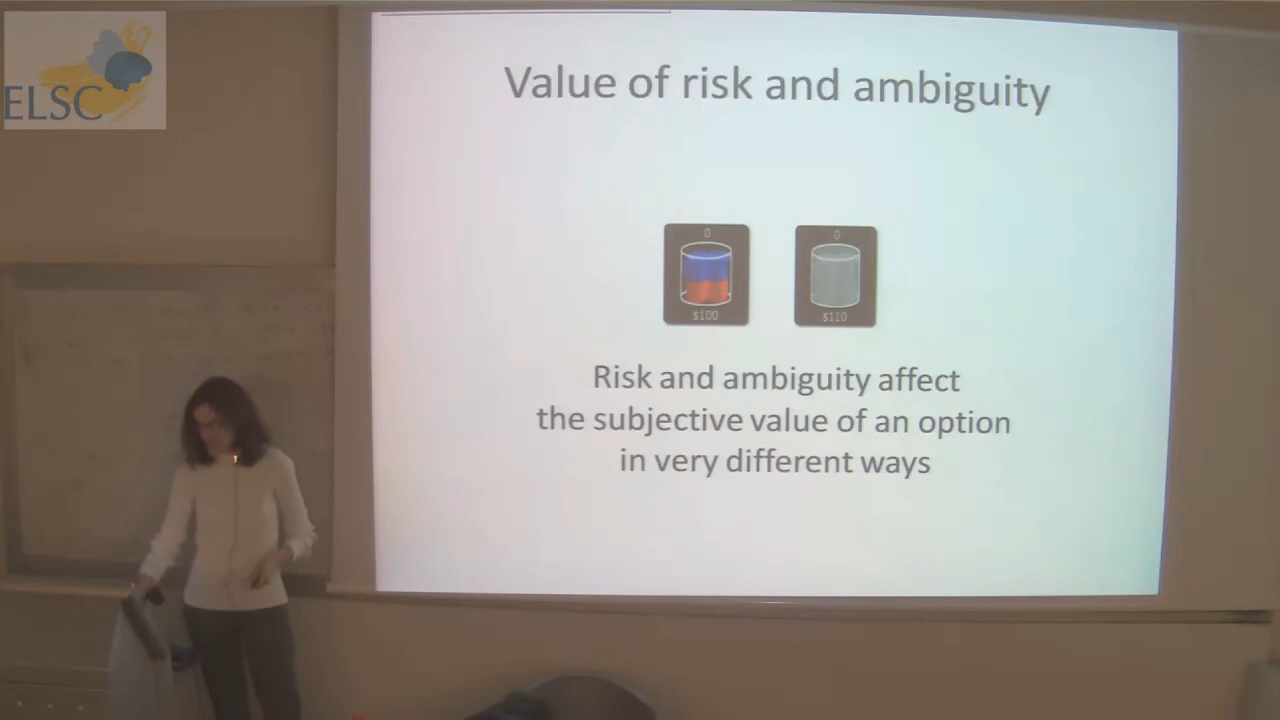 ELSC
Value of risk and ambiguity
0
0
$100
$110
Risk and ambiguity affect
the subjective value of an option
in very different ways